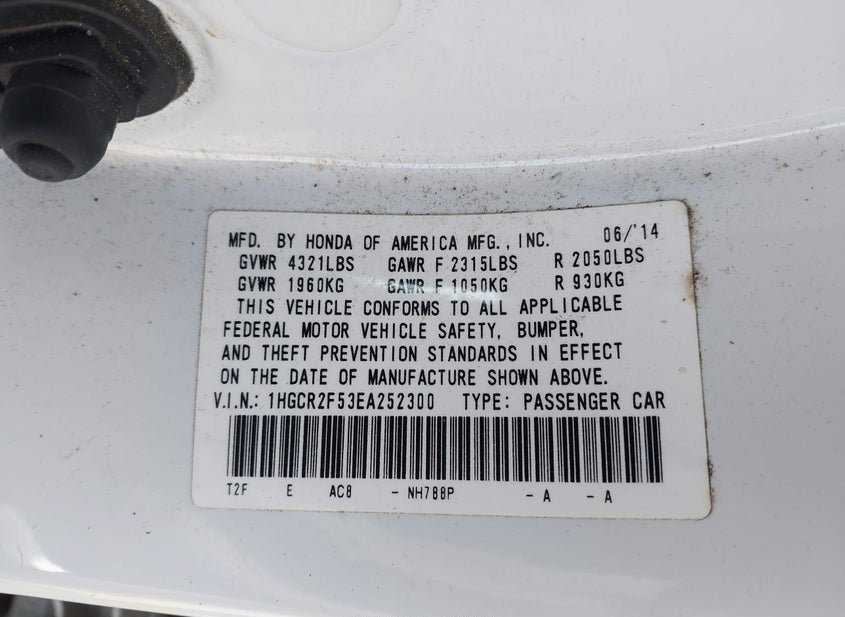 MFD. BY HONDA OF AMERICA MFG., INC. 06/'14
GVWR 4321LBS GAWR F 2315LBS R 2050LBS
GVWR 1960KG GAWR F 1050KG R 930KG
THIS VEHICLE CONFORMS TO ALL APPLICABLE
FEDERAL MOTOR VEHICLE SAFETY, BUMPER,
AND THEFT PREVENTION STANDARDS IN EFFECT
ON THE DATE OF MANUFACTURE SHOWN ABOVE.
V.I.N.: 1HGCR2F53EA252300 TYPE: PASSENGER CAR
T2F E AC8 - NH788P - A - A